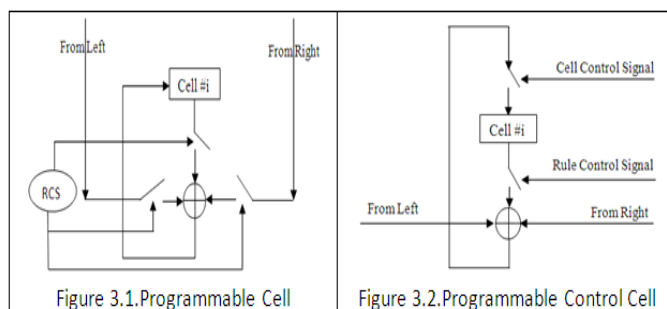 From Left
From Right
Cell #i
RCS
Figure 3.1.Programmable Cell
Cell Control Signal
Cell #i
Rule Control Signal
From Left
From Right
Figure 3.2.Programmable Control Cell